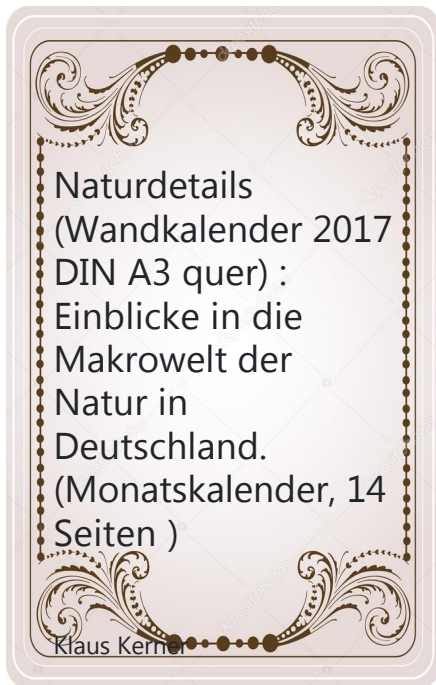 Naturdetails
(Wandkalender 2017
DIN A3 quer) :
Einblicke in die
Makrowelt der
Natur in
Deutschland.
(Monatskalender, 14
Seiten )
Klaus Kerner